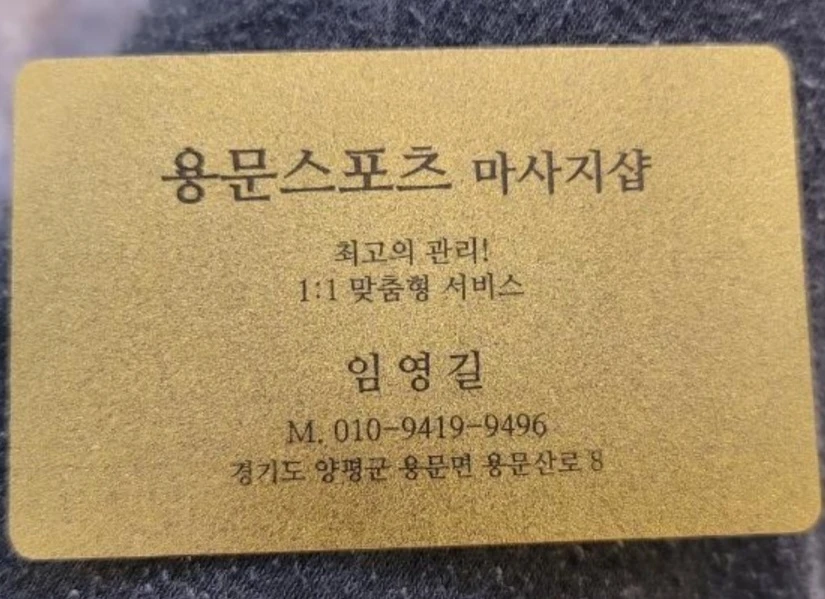 용문스포츠 마사지샵
최고의 관리!
1:1 맞춤형 서비스
임영길
M. 010-9419-9496
경기도 양평군 용문면 용문산로 8